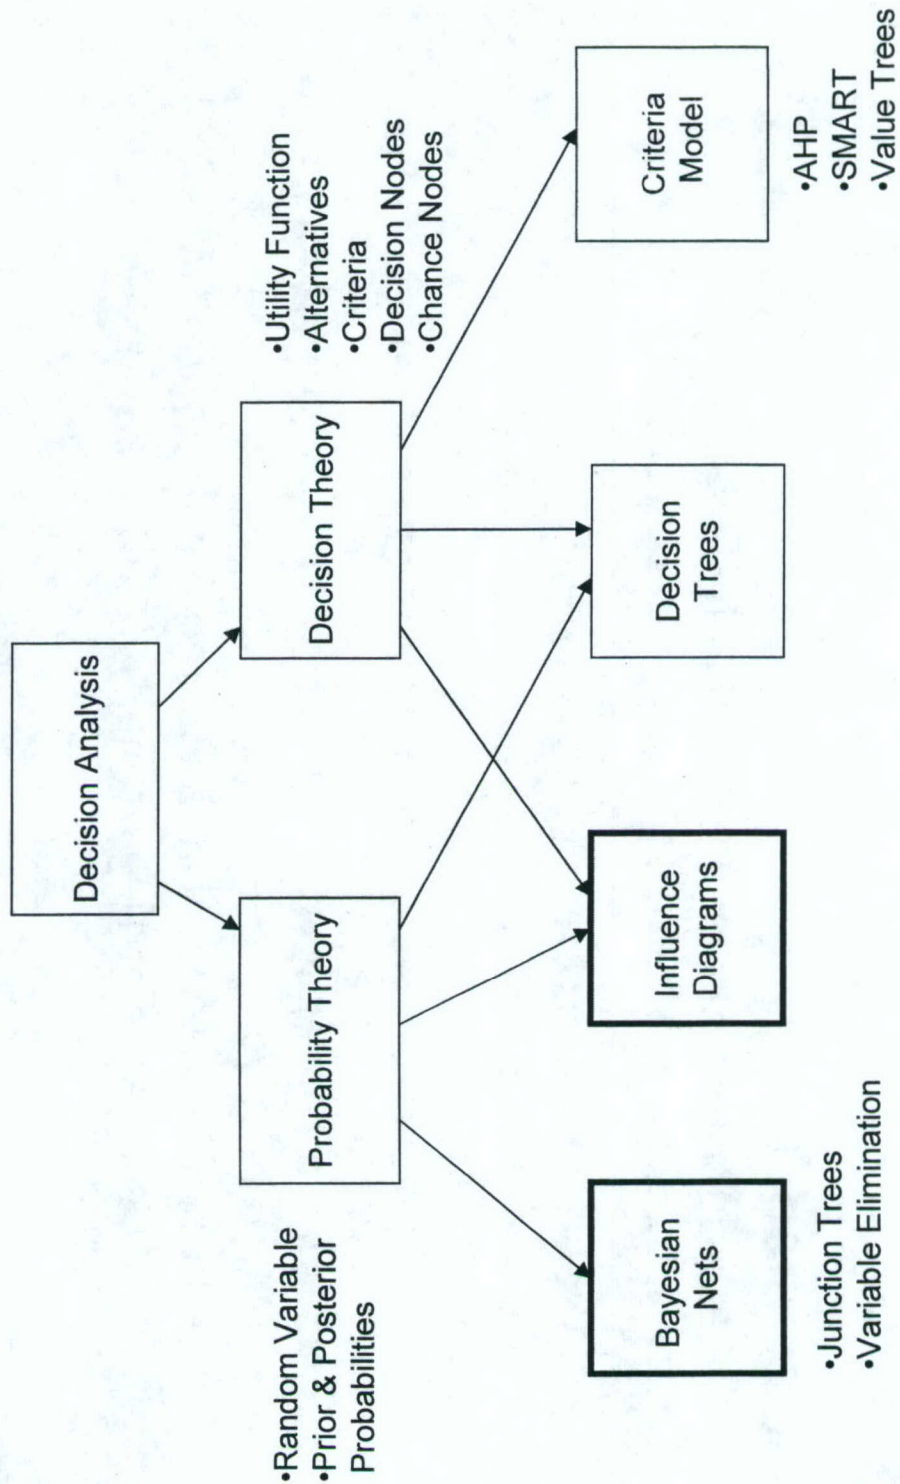 Decision Analysis
•Random Variable
•Prior & Posterior
Probabilities
Probability Theory
Decision Theory
•Utility Function
•Alternatives
•Criteria
•Decision Nodes
•Chance Nodes
Bayesian
Nets
Influence
Diagrams
Decision
Trees
Criteria
Model
•Junction Trees
•Variable Elimination
•AHP
•SMART
•Value Trees